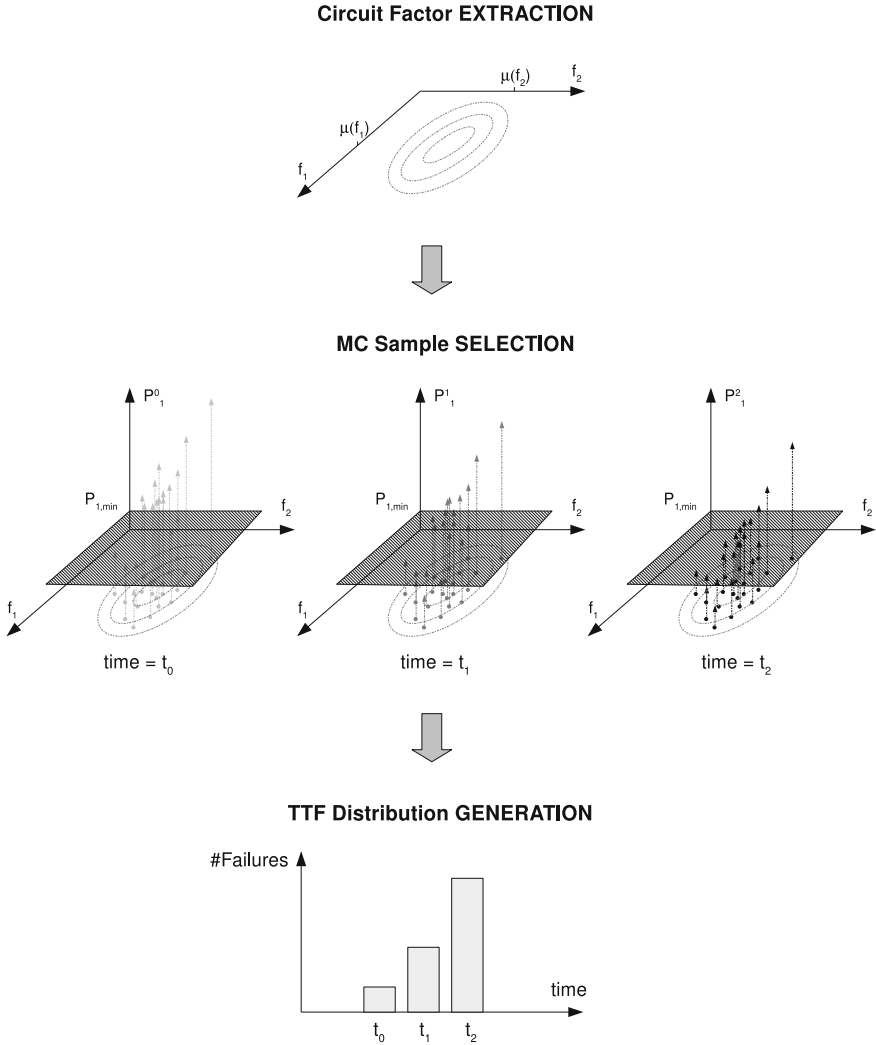 Circuit Factor EXTRACTION
μ(f₂)
f₂
μ(f₁)
f₁
MC Sample SELECTION
P⁰₁
P₁,min
f₂
f₁
time = t₀
P¹₁
P₁,min
f₂
f₁
time = t₁
P²₁
P₁,min
f₂
f₁
time = t₂
TTF Distribution GENERATION
#Failures
time
t₀
t₁
t₂